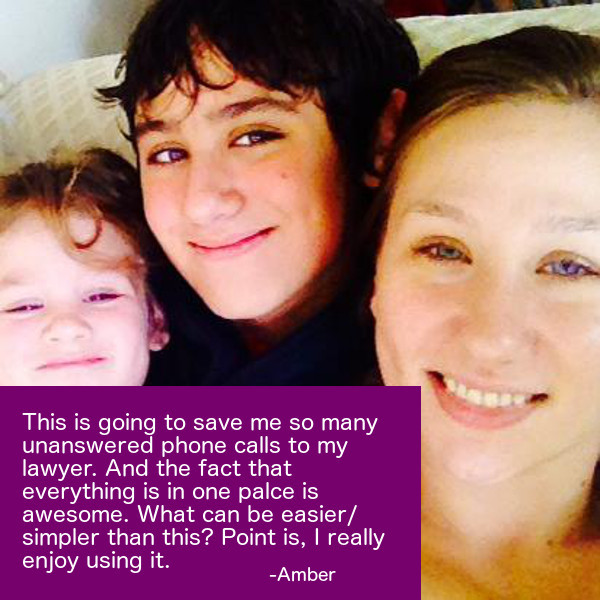 This is going to save me so many
unanswered phone calls to my
lawyer. And the fact that
everything is in one palce is
awesome. What can be easier/
simpler than this? Point is, I really
enjoy using it.
-Amber